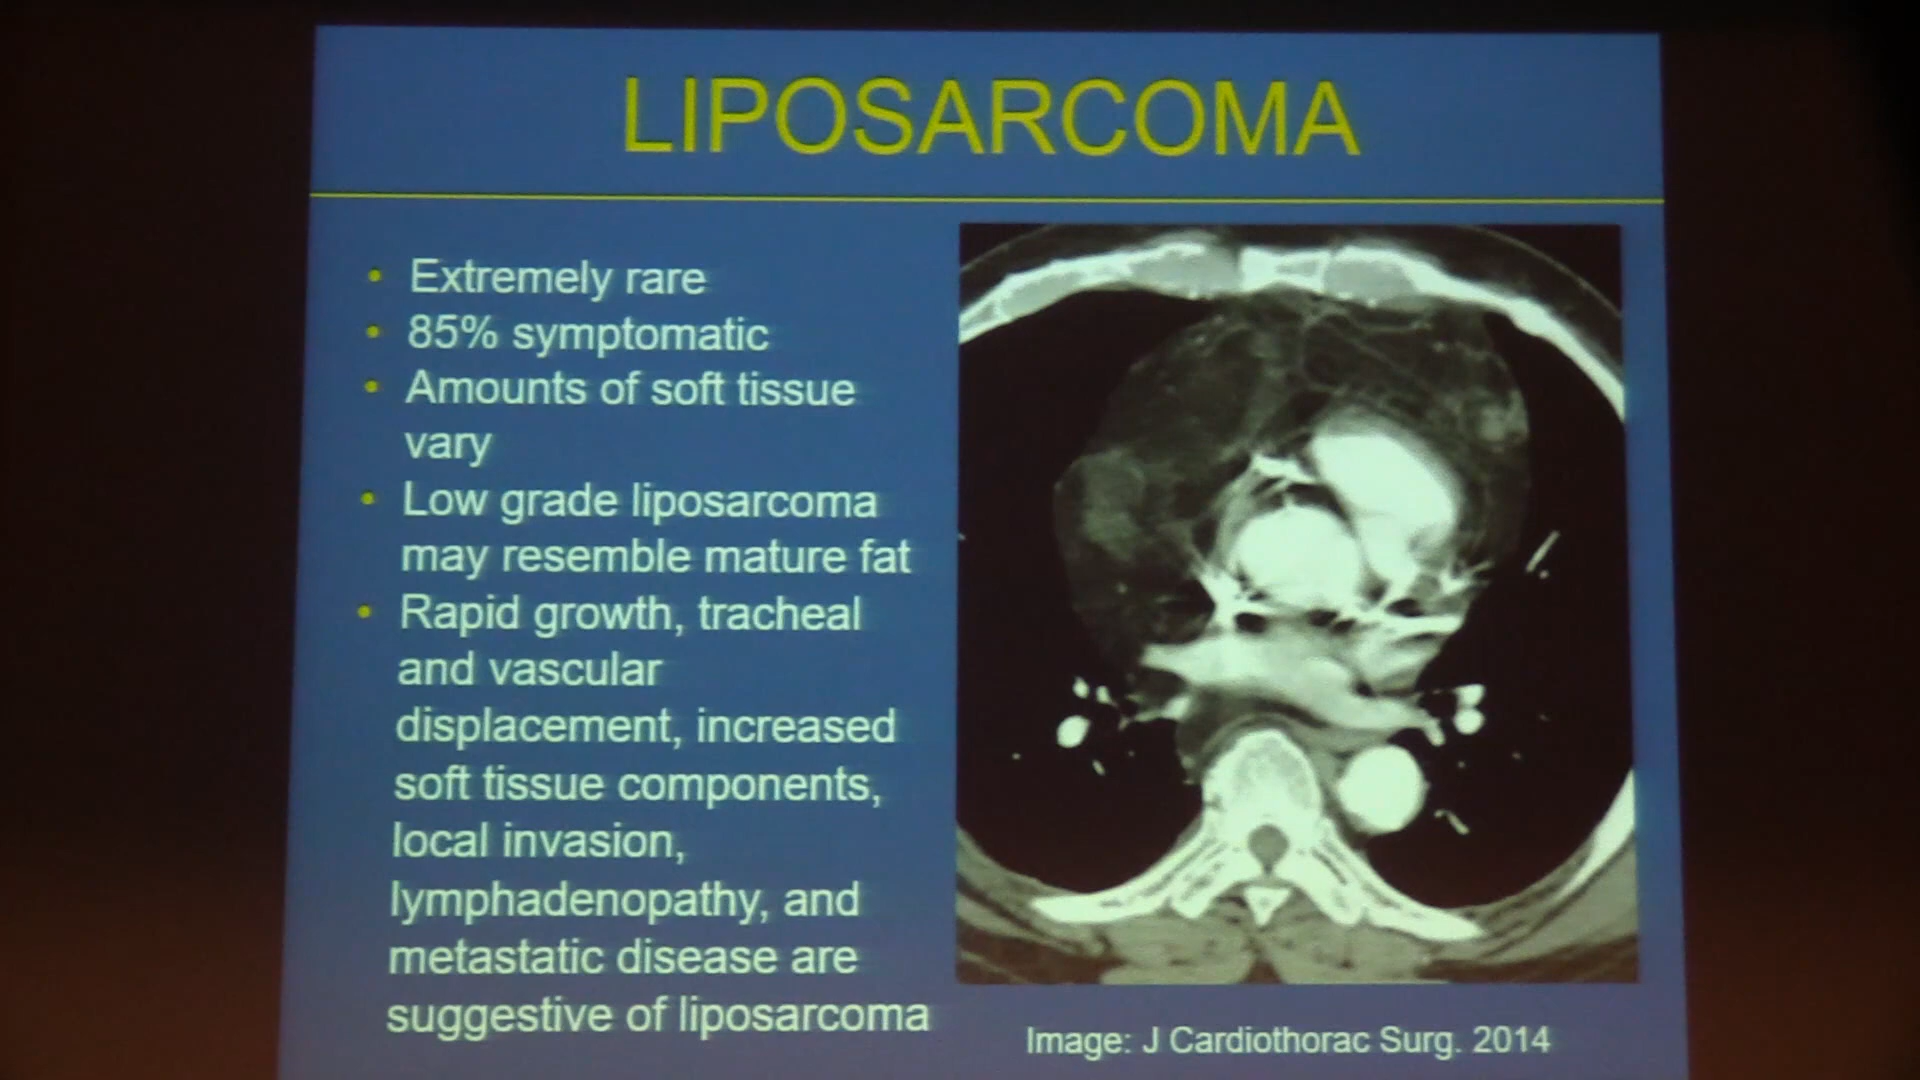 LIPOSARCOMA
• Extremely rare
• 85% symptomatic
• Amounts of soft tissue
vary
• Low grade liposarcoma
may resemble mature fat
• Rapid growth, tracheal
and vascular
displacement, increased
soft tissue components,
local invasion,
lymphadenopathy, and
metastatic disease are
suggestive of liposarcoma
Image: J Cardiothorac Surg. 2014